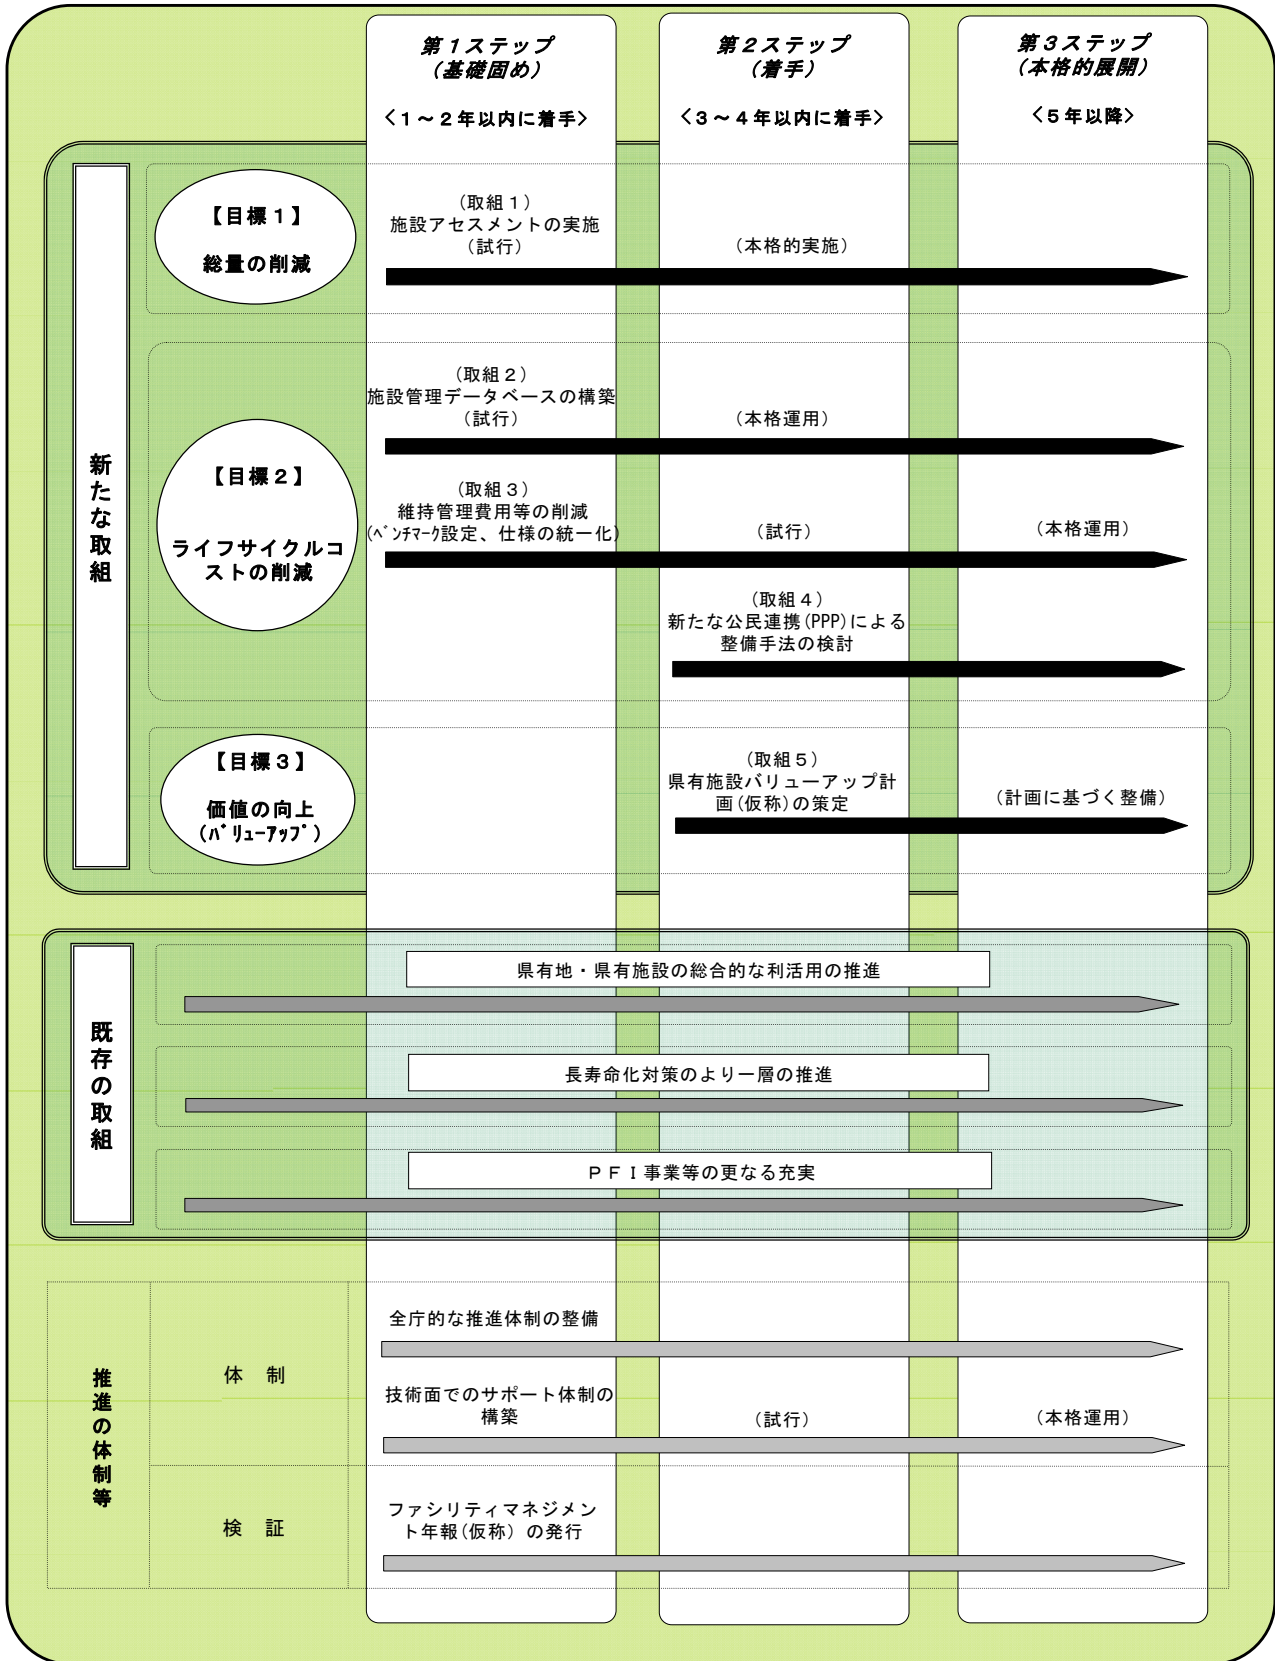 第１ステップ
（基礎固め）
＜１～２年以内に着手＞
第２ステップ
（着手）
＜３～４年以内に着手＞
第３ステップ
（本格的展開）
＜５年以降＞
新たな取組
【目標１】
総量の削減
（取組１）
施設アセスメントの実施
（試行）
（本格的実施）
【目標２】
ライフサイクルコ
ストの削減
（取組２）
施設管理データベースの構築
（試行）
（本格運用）
（取組３）
維持管理費用等の削減
(ﾍﾞﾝﾁﾏｰｸ設定、仕様の統一化)
（試行）
（本格運用）
（取組４）
新たな公民連携(PPP)による
整備手法の検討
【目標３】
価値の向上
（ﾊﾞﾘｭｰｱｯﾌﾟ）
（取組５）
県有施設バリューアップ計
画(仮称)の策定
（計画に基づく整備）
既存の取組
県有地・県有施設の総合的な利活用の推進
長寿命化対策のより一層の推進
ＰＦＩ事業等の更なる充実
推進の体制等
体　制
全庁的な推進体制の整備
技術面でのサポート体制の
構築
（試行）
（本格運用）
検　証
ファシリティマネジメン
ト年報(仮称）の発行